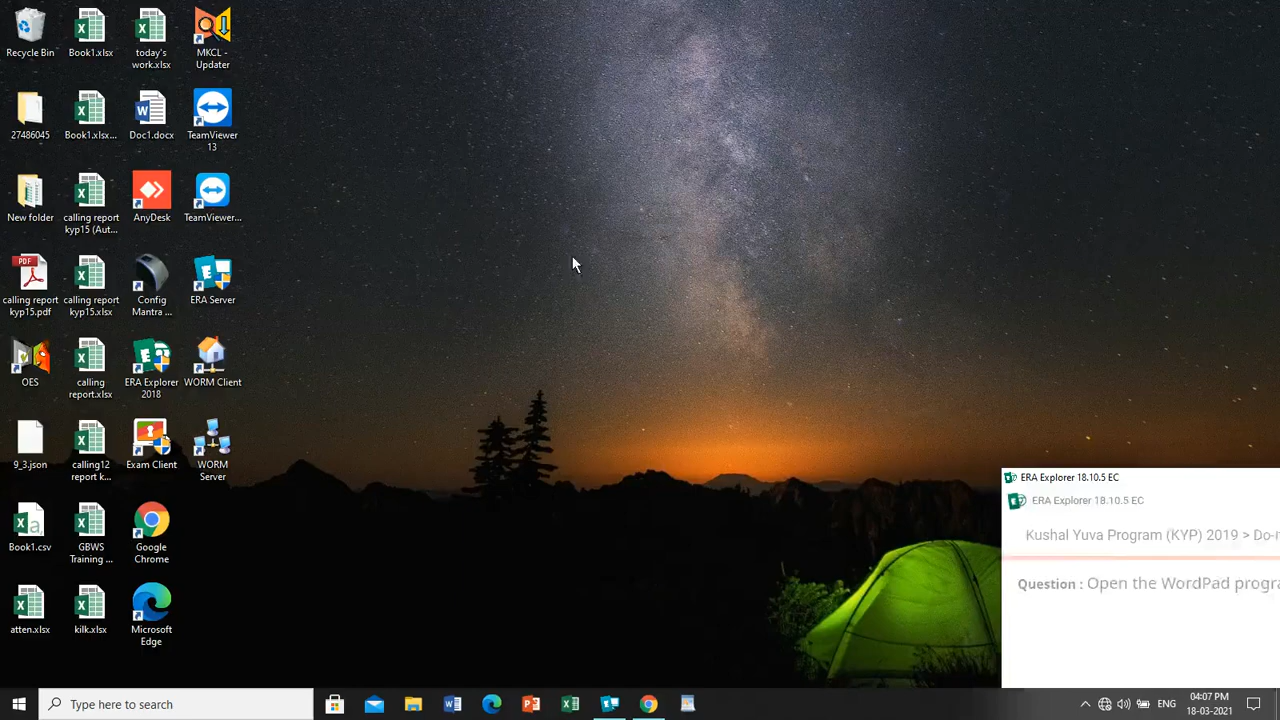 Recycle Bin
Book1.xlsx
today's
work.xlsx
MKCL -
Updater
27486045
Book1.xlsx...
Doc1.docx
TeamViewer
13
New folder
calling report
kyp15 (Aut...
AnyDesk
TeamViewer...
PDF
calling report
kyp15.pdf
calling report
kyp15.xlsx
Config
Mantra ...
ERA Server
OES
calling
report.xlsx
ERA Explorer
2018
WORM Client
9_3.json
calling12
report k...
Exam Client
WORM
Server
Book1.csv
GBWS
Training ...
Google
Chrome
atten.xlsx
kilk.xlsx
Microsoft
Edge
ERA Explorer 18.10.5 EC
ERA Explorer 18.10.5 EC
Kushal Yuva Program (KYP) 2019 > Do-i
Question : Open the WordPad progra
Type here to search
ENG
04:07 PM
18-03-2021